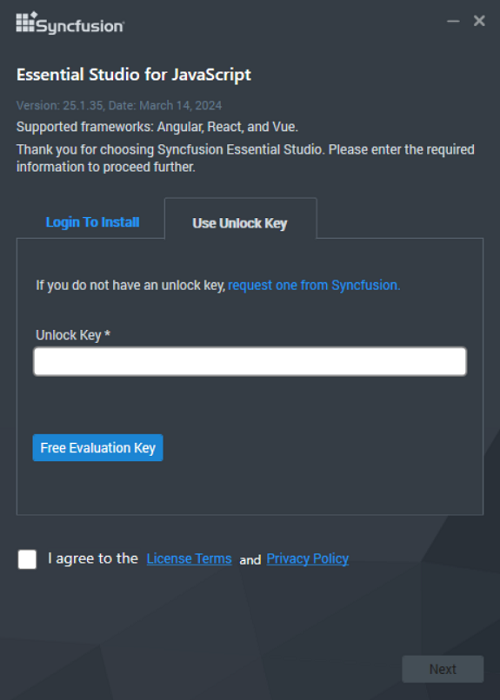 Syncfusion
Essential Studio for JavaScript
Version: 25.1.35, Date: March 14, 2024
Supported frameworks: Angular, React, and Vue.
Thank you for choosing Syncfusion Essential Studio. Please enter the required
information to proceed further.
Login To Install
Use Unlock Key
If you do not have an unlock key, request one from Syncfusion.
Unlock Key *
Free Evaluation Key
I agree to the License Terms and Privacy Policy
Next